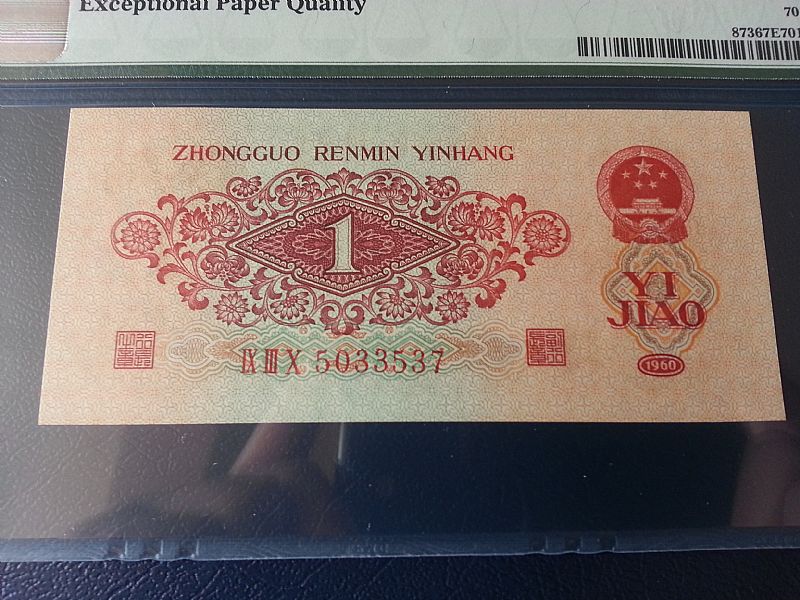 Exceptional Paper Quality
70
87367E701
ZHONGGUO RENMIN YINHANG
1
YI
JIAO
IX III X 5033537
1960